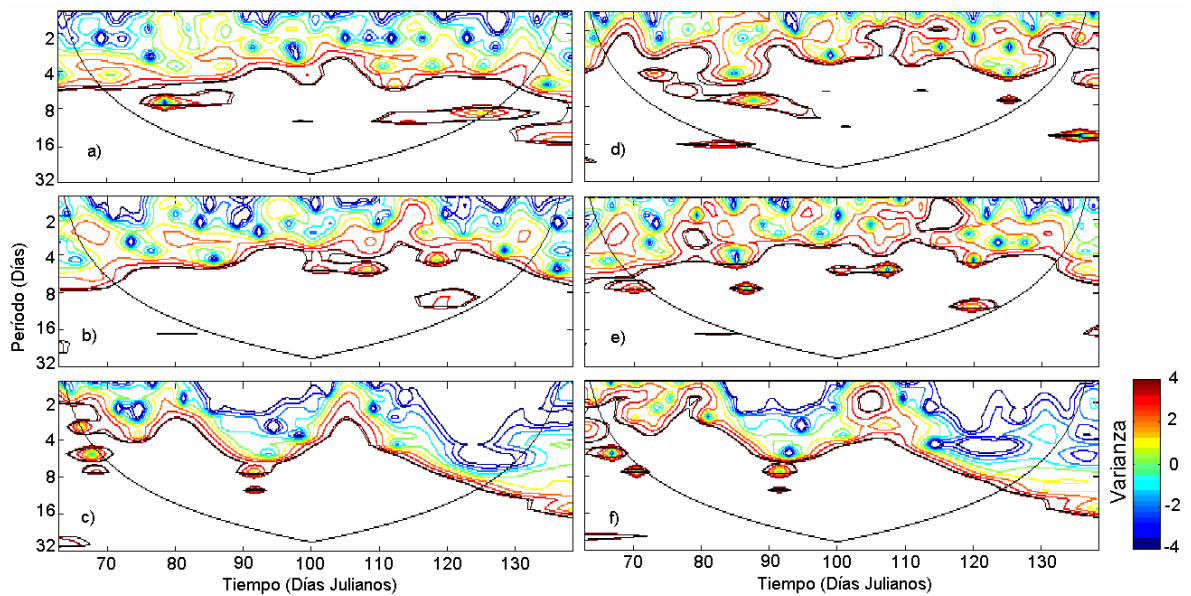 2
4
8
16
32
a)
d)
2
4
8
16
32
b)
e)
2
4
8
16
32
c)
f)
Período (Días)
70 80 90 100 110 120 130
70 80 90 100 110 120 130
Tiempo (Días Julianos)
Tiempo (Días Julianos)
4
2
0
-2
-4
Varianza